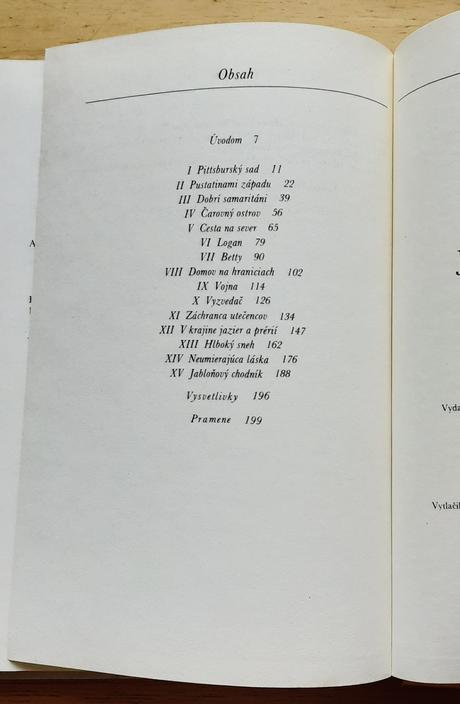 Obsah
Úvodom 7
I Pittsburský sad 11
II Pustatinami západu 22
III Dobrí samaritáni 39
IV Čarovný ostrov 56
V Cesta na sever 65
VI Logan 79
VII Betty 90
VIII Domov na hraniciach 102
IX Vojna 114
X Vyzvedač 126
XI Záchranca utečencov 134
XII V krajine jazier a prérií 147
XIII Hlboký sneh 162
XIV Neumierajúca láska 176
XV Jabloňový chodník 188
Vysvetlivky 196
Pramene 199
Vyda
Vytlačil